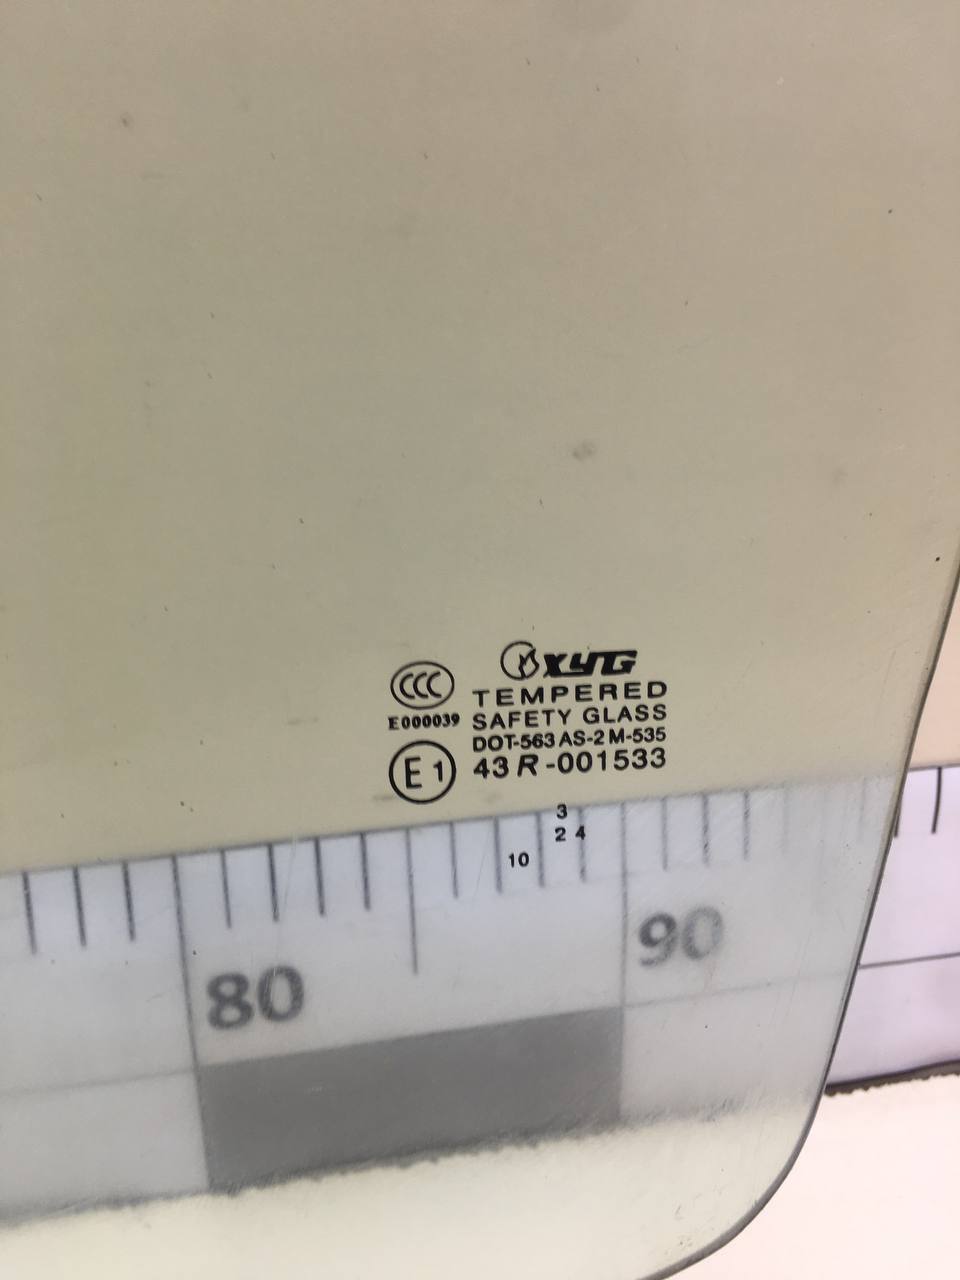 XYG
CCC
TEMPERED
E000039
SAFETY GLASS
DOT-563 AS-2 M-535
E1
43R-001533
3
2 4
10
80
90